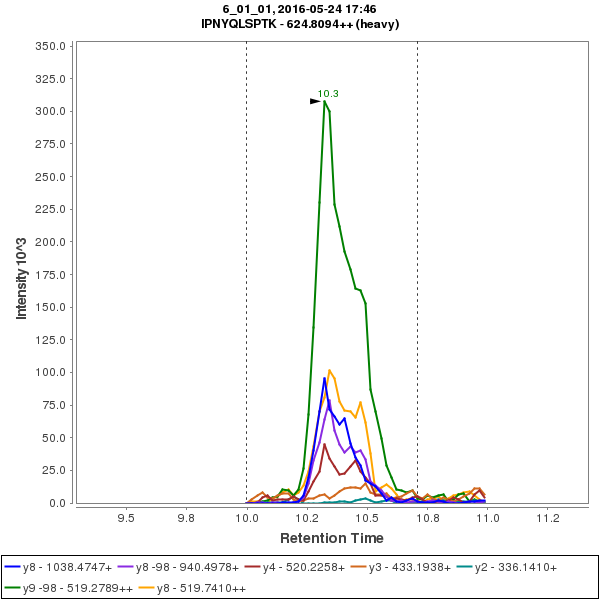 6_01_01, 2016-05-24 17:46
IPNYQLSPTK - 624.8094++ (heavy)
350.0
325.0
300.0
275.0
250.0
225.0
200.0
175.0
150.0
125.0
100.0
75.0
50.0
25.0
0.0
Intensity 10^3
10.3
9.5 9.8 10.0 10.2 10.5 10.8 11.0 11.2
Retention Time
y8 - 1038.4747+ y8 -98 - 940.4978+ y4 - 520.2258+ y3 - 433.1938+ y2 - 336.1410+
y9 -98 - 519.2789++ y8 - 519.7410++